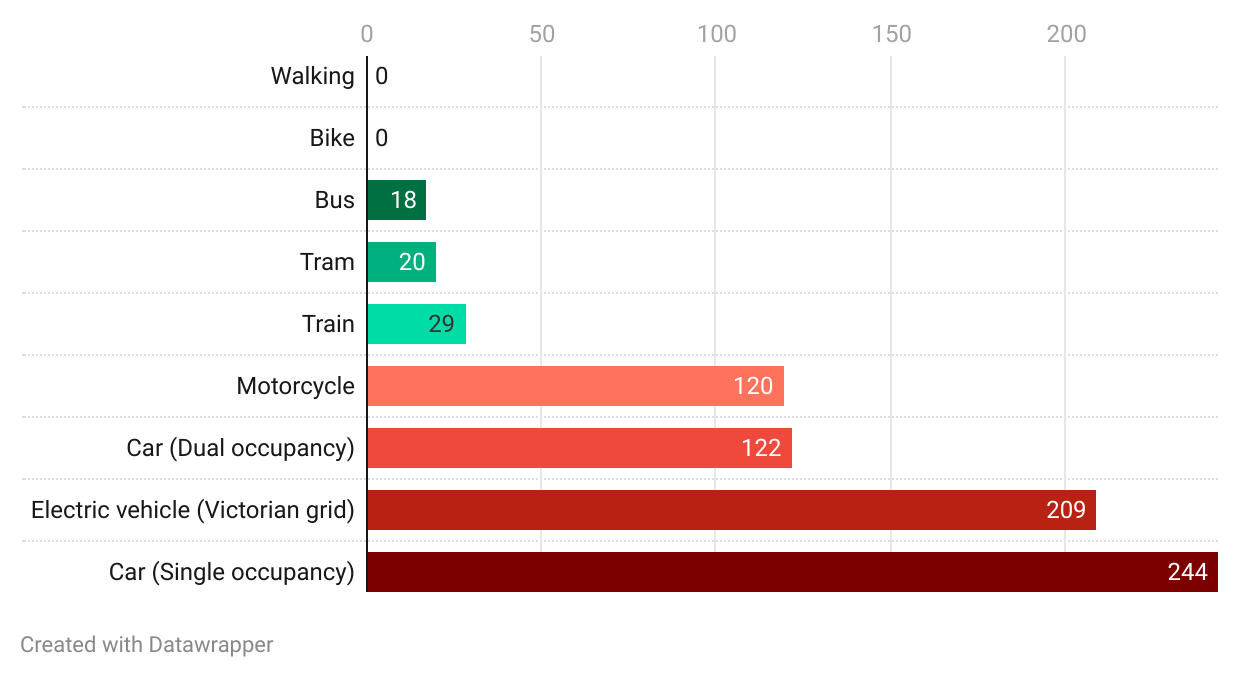 0 50 100 150 200
Walking 0
Bike 0
Bus 18
Tram 20
Train 29
Motorcycle 120
Car (Dual occupancy) 122
Electric vehicle (Victorian grid) 209
Car (Single occupancy) 244
Created with Datawrapper